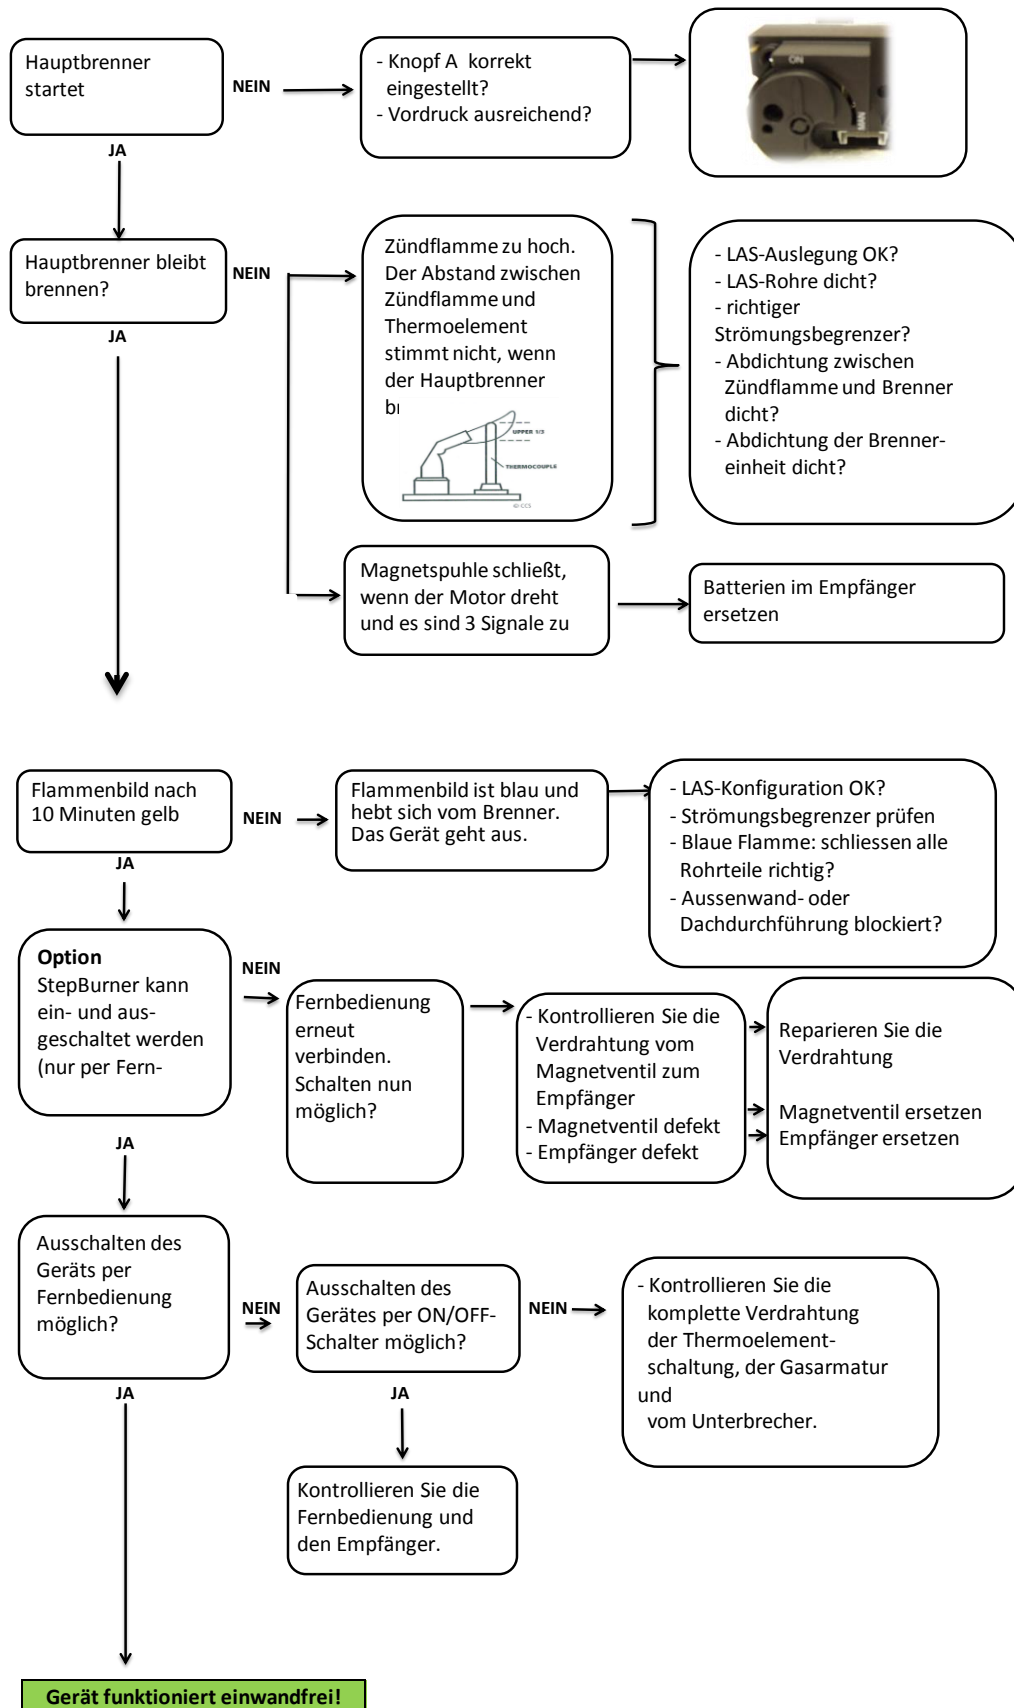 Hauptbrenner
startet
NEIN
- Knopf A korrekt
eingestellt?
- Vordruck ausreichend?
ON
MAN
JA
Hauptbrenner bleibt
brennen?
NEIN
Zündflamme zu hoch.
Der Abstand zwischen
Zündflamme und
Thermoelement
stimmt nicht, wenn
der Hauptbrenner
UPPER 1/3
THERMOCOUPLE
© CCS
- LAS-Auslegung OK?
- LAS-Rohre dicht?
- richtiger
Strömungsbegrenzer?
- Abdichtung zwischen
Zündflamme und Brenner
dicht?
- Abdichtung der Brenner-
einheit dicht?
JA
Magnetspuhle schließt,
wenn der Motor dreht
und es sind 3 Signale zu
Batterien im Empfänger
ersetzen
Flammenbild nach
10 Minuten gelb
NEIN
Flammenbild ist blau und
hebt sich vom Brenner.
Das Gerät geht aus.
- LAS-Konfiguration OK?
- Strömungsbegrenzer prüfen
- Blaue Flamme: schliessen alle
Rohrteile richtig?
- Aussenwand- oder
Dachdurchführung blockiert?
JA
Option
StepBurner kann
ein- und aus-
geschaltet werden
(nur per Fern-
NEIN
Fernbedienung
erneut
verbinden.
Schalten nun
möglich?
- Kontrollieren Sie die
Verdrahtung vom
Magnetventil zum
Empfänger
- Magnetventil defekt
- Empfänger defekt
Reparieren Sie die
Verdrahtung
Magnetventil ersetzen
Empfänger ersetzen
JA
Ausschalten des
Geräts per
Fernbedienung
möglich?
NEIN
Ausschalten des
Gerätes per ON/OFF-
Schalter möglich?
NEIN
- Kontrollieren Sie die
komplette Verdrahtung
der Thermoelement-
schaltung, der Gasarmatur
und
vom Unterbrecher.
JA
JA
Kontrollieren Sie die
Fernbedienung und
den Empfänger.
Gerät funktioniert einwandfrei!